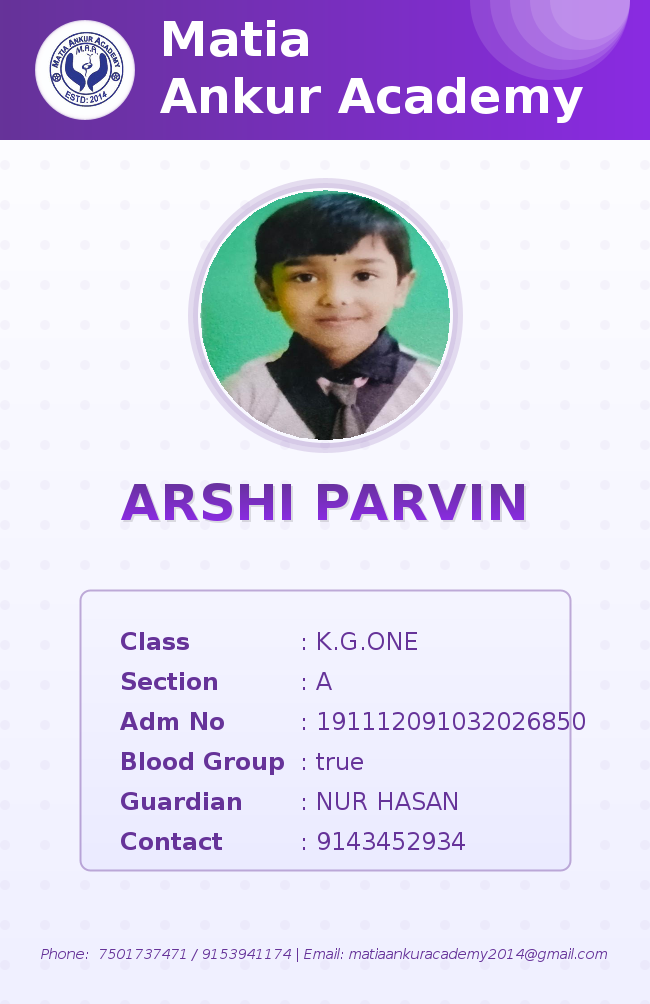 Matia
Ankur Academy
MATIA ANKUR ACADEMY
M.A.A
ESTD: 2014
ARSHI PARVIN
Class : K.G.ONE
Section : A
Adm No : 191112091032026850
Blood Group : true
Guardian : NUR HASAN
Contact : 9143452934
Phone: 7501737471 / 9153941174 | Email: matiaankuracademy2014@gmail.com